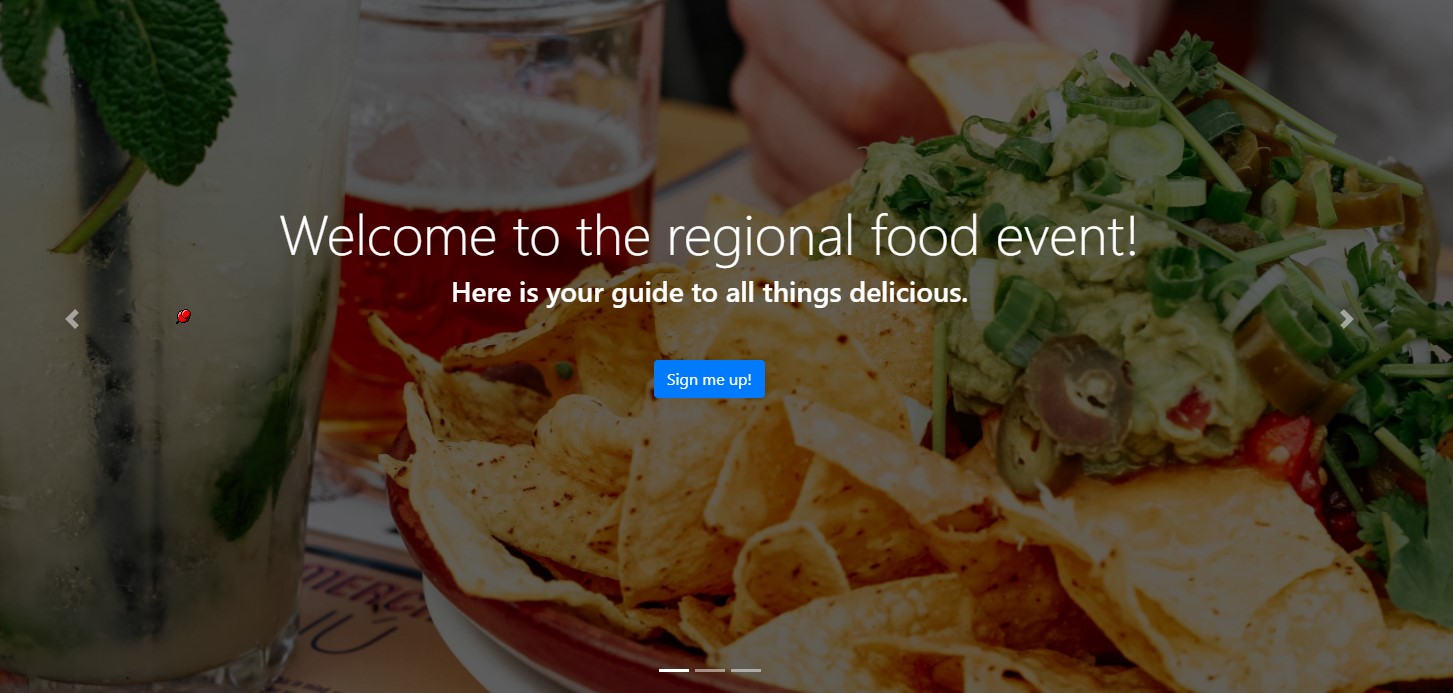 Welcome to the regional food event!
Here is your guide to all things delicious.
Sign me up!